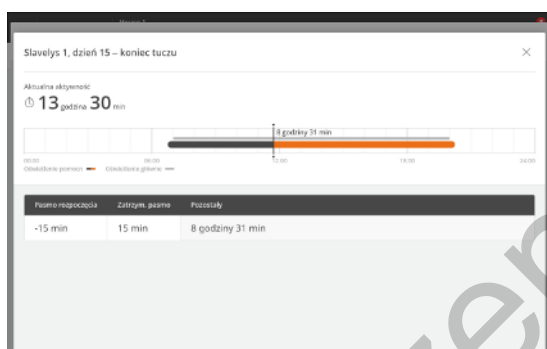 Slavelys 1, dzień 15 – koniec tuczu
Aktualna aktywność
13 godzina 30 min
8 godziny 31 min
00:00 06:00 12:00 18:00 24:00
Oświetlenie pomocn Oświetlenie główne
Pasmo rozpoczęcia Zatrzym. pasmo Pozostały
-15 min 15 min 8 godziny 31 min